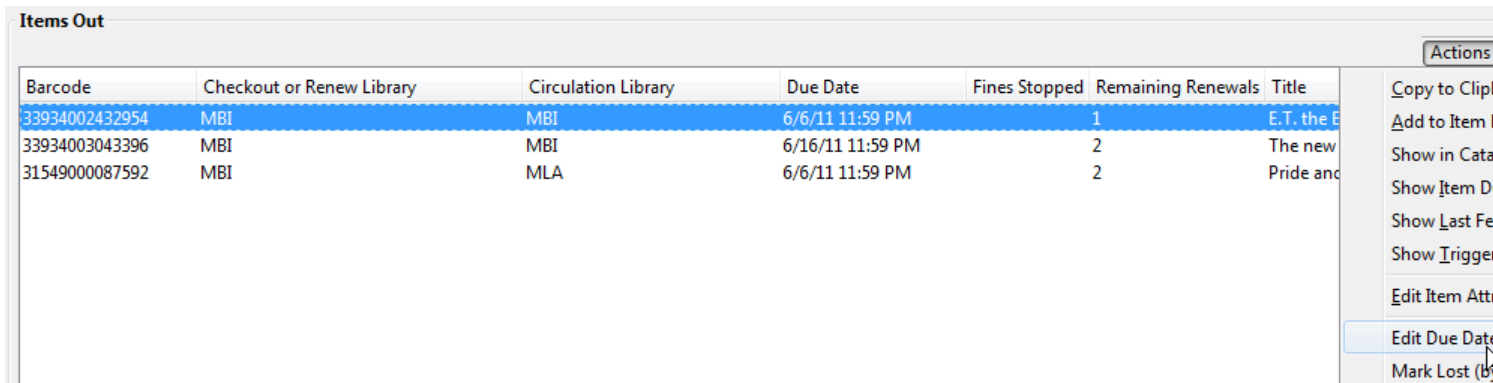 Items Out
Actions
Barcode Checkout or Renew Library Circulation Library Due Date Fines Stopped Remaining Renewals Title
33934002432954 MBI MBI 6/6/11 11:59 PM 1 E.T. the E
33934003043396 MBI MBI 6/16/11 11:59 PM 2 The new
31549000087592 MBI MLA 6/6/11 11:59 PM 2 Pride and
Copy to Clip
Add to Item
Show in Cata
Show Item D
Show Last Fe
Show Trigger
Edit Item Att
Edit Due Date
Mark Lost (b